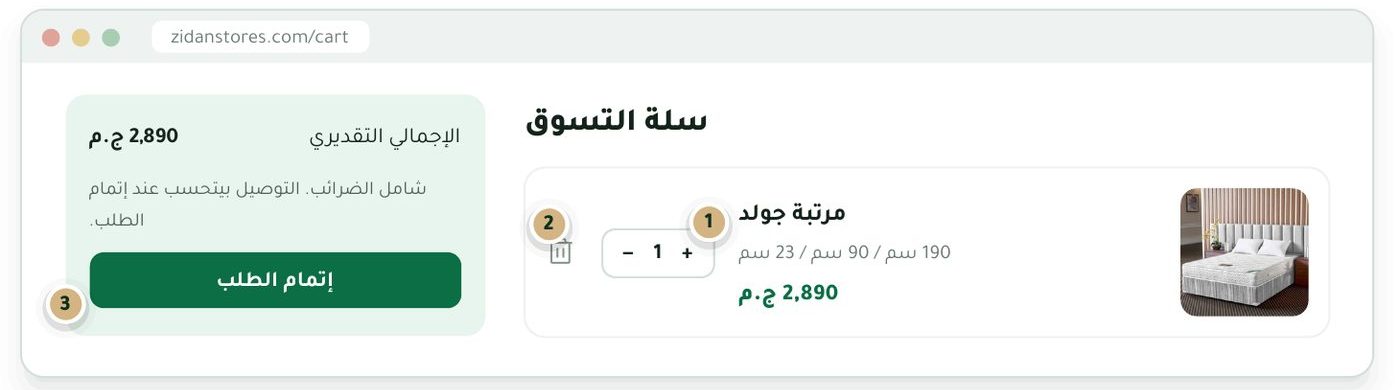 zidanstores.com/cart
سلة التسوق
مرتبة جولد
190 سم / 90 سم / 23 سم
2,890 ج.م
1
+ 1 −
2
الإجمالي التقديري
2,890 ج.م
شامل الضرائب. التوصيل بيتحسب عند إتمام
الطلب.
إتمام الطلب
3